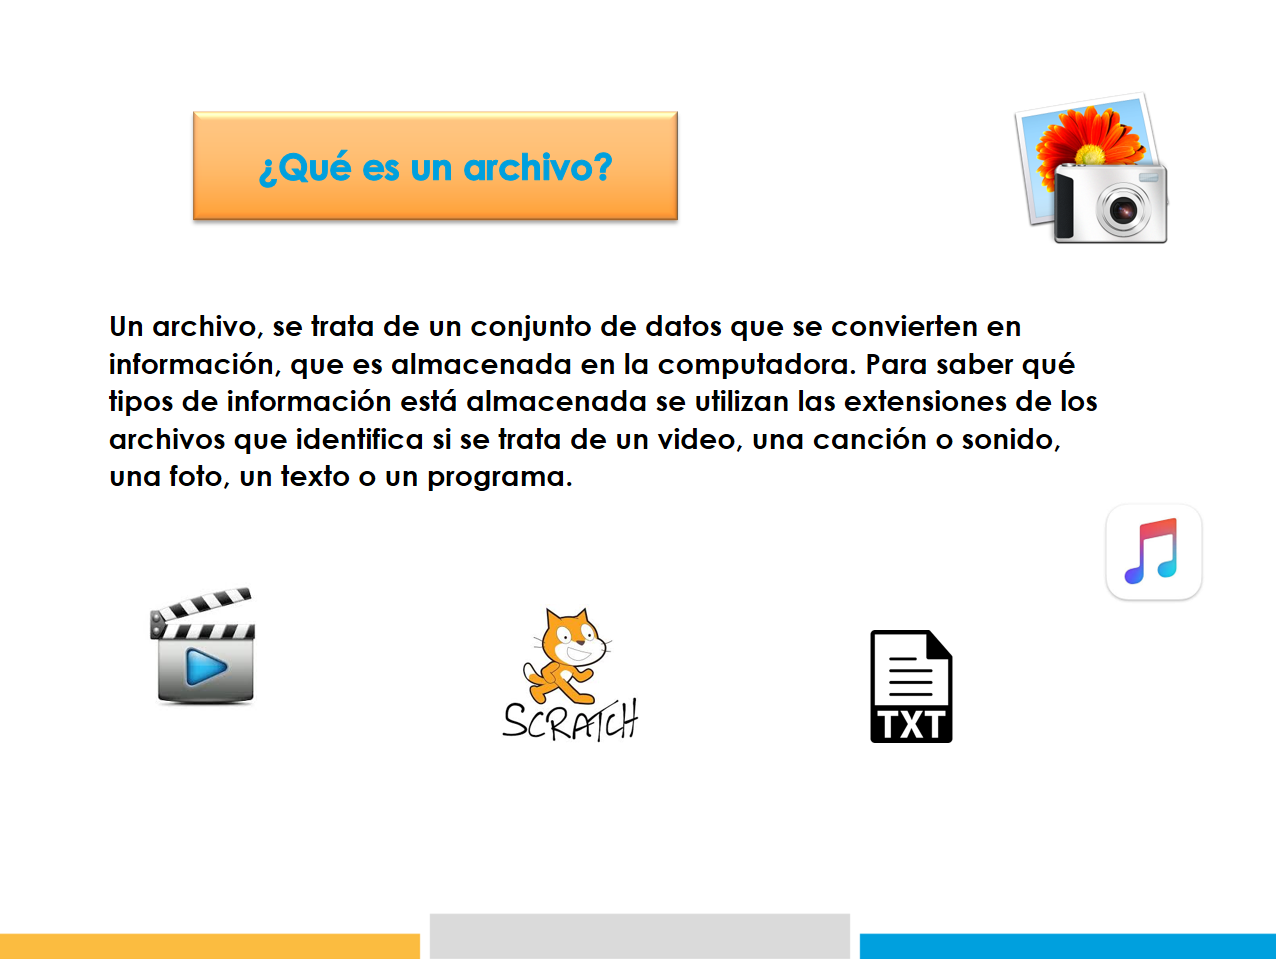 ¿Qué es un archivo?
Un archivo, se trata de un conjunto de datos que se convierten en
información, que es almacenada en la computadora. Para saber qué
tipos de información está almacenada se utilizan las extensiones de los
archivos que identifica si se trata de un video, una canción o sonido,
una foto, un texto o un programa.
SCRATCH
TXT